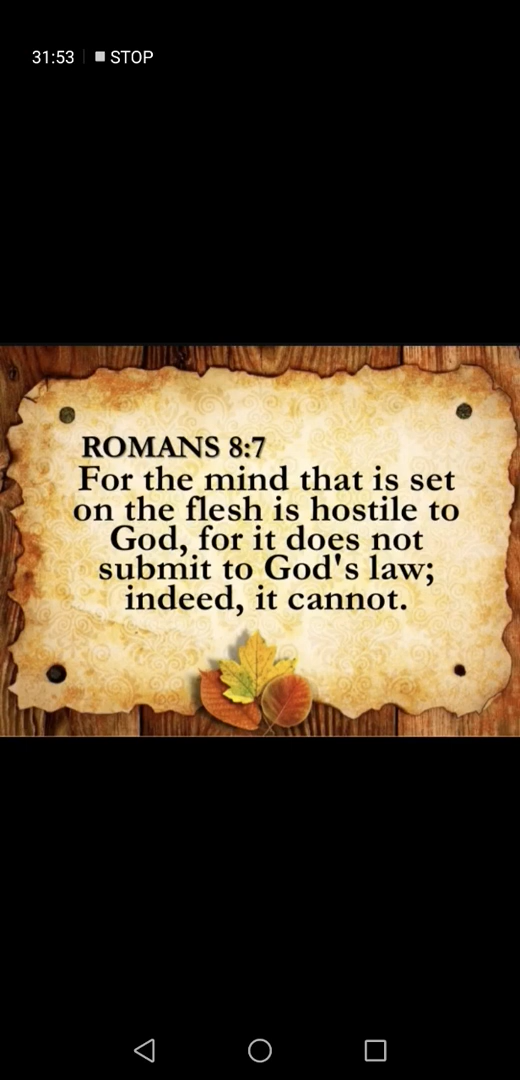 31:53 STOP
ROMANS 8:7
For the mind that is set
on the flesh is hostile to
God, for it does not
submit to God's law;
indeed, it cannot.